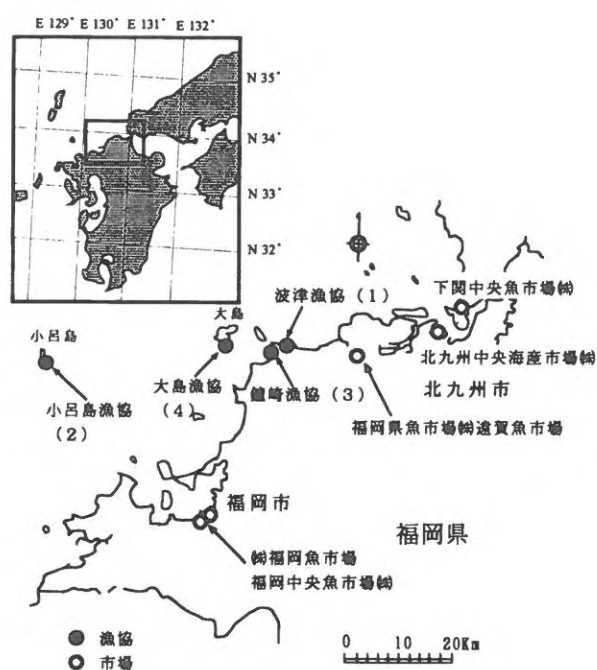 E 129° E 130° E 131° E 132°
N 35°
N 34°
N 33°
N 32°
波津漁協 (1)
下関中央魚市場㈱
大島
小呂島
北九州中央海産市場㈱
大島漁協
(4)
鐘崎漁協 (3)
北九州市
小呂島漁協
(2)
福岡県魚市場㈱遠賀魚市場
福岡市
福岡県
㈱福岡魚市場
福岡中央魚市場㈱
漁協
市場
0 10 20Km